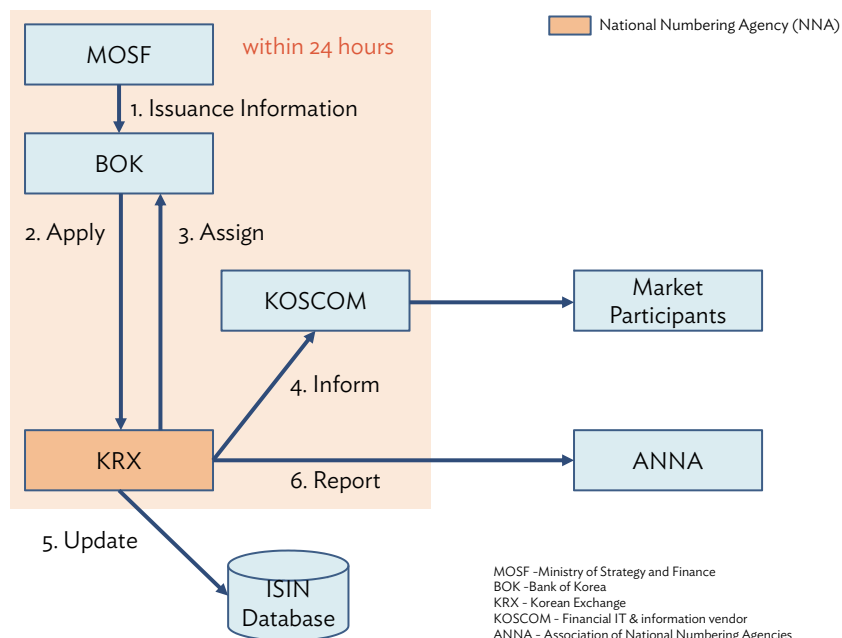 MOSF
within 24 hours
National Numbering Agency (NNA)
1. Issuance Information
BOK
2. Apply
3. Assign
KOSCOM
Market
Participants
4. Inform
KRX
6. Report
ANNA
5. Update
ISIN
Database
MOSF -Ministry of Strategy and Finance
BOK -Bank of Korea
KRX - Korean Exchange
KOSCOM - Financial IT & information vendor
ANNA - Association of National Numbering Agencies